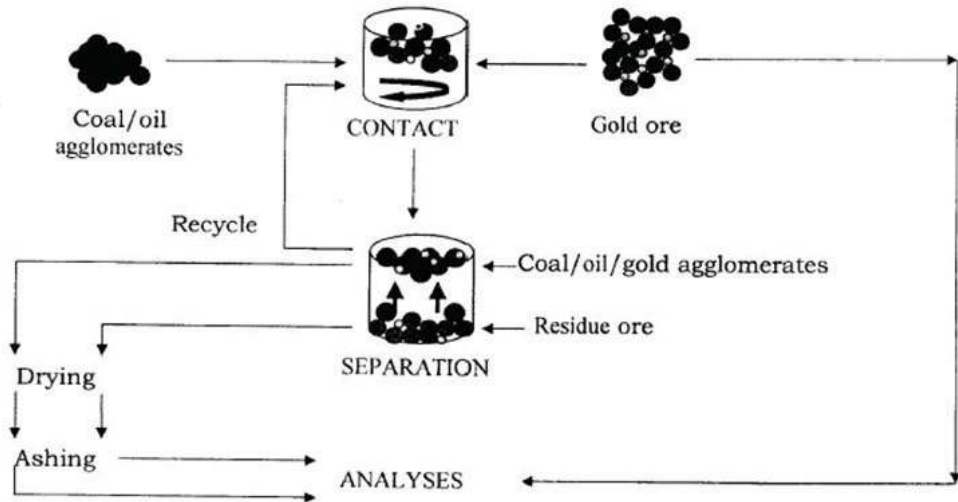 Coal/oil
agglomerates
CONTACT
Gold ore
Recycle
Coal/oil/gold agglomerates
Residue ore
SEPARATION
Drying
Ashing
ANALYSES